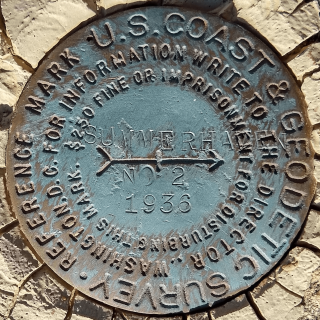 U.S. COAST & GEODETIC SURVEY
REFERENCE MARK
FOR INFORMATION WRITE TO THE DIRECTOR, WASHINGTON, D.C.
$250 FINE OR IMPRISONMENT FOR DISTURBING THIS MARK.
SUMMERHAVEN
NO 2
1936